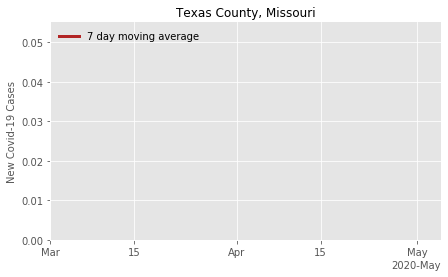 Texas County, Missouri
7 day moving average
New Covid-19 Cases
0.05
0.04
0.03
0.02
0.01
0.00
Mar 15 Apr 15 May
2020-May